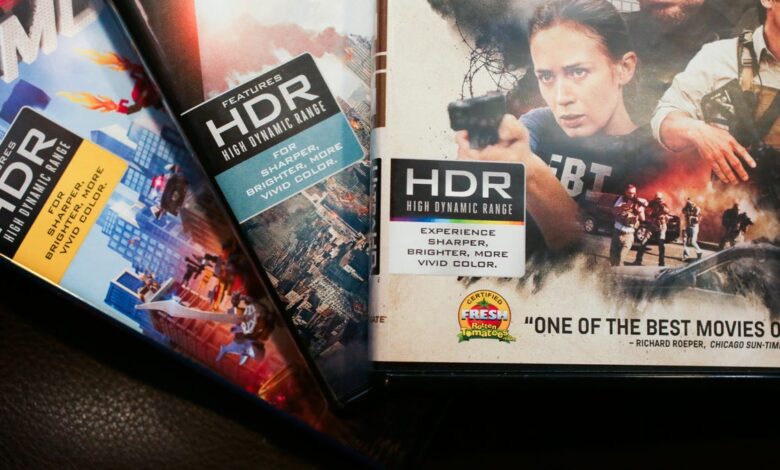 FEATURES
HDR
HIGH DYNAMIC RANGE
FOR
SHARPER,
BRIGHTER, MORE
VIVID COLOR.
FEATURES
HDR
HIGH DYNAMIC RANGE
FOR
SHARPER,
BRIGHTER, MORE
VIVID COLOR.
HDR
HIGH DYNAMIC RANGE
EXPERIENCE
SHARPER,
BRIGHTER, MORE
VIVID COLOR.
FBI
CERTIFIED
FRESH
Rotten
Tomatoes
"ONE OF THE BEST MOVIES O
– RICHARD ROEPER, CHICAGO SUN-TIM